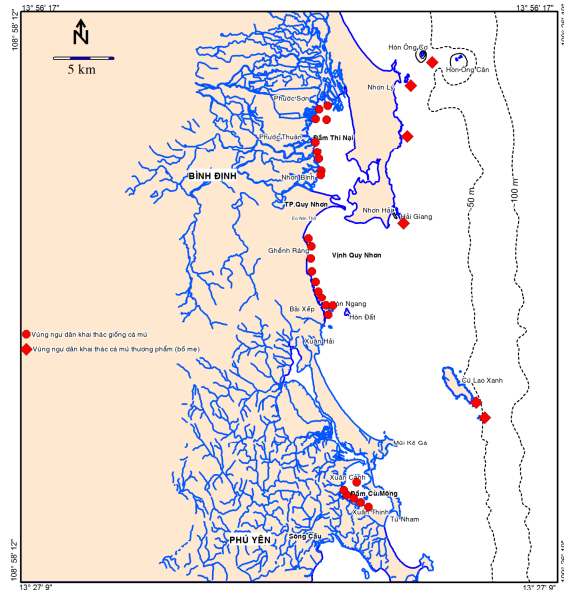 13° 56' 17"
13° 56' 17"
108° 58' 12"
N
5 km
Hòn Ông Cơ
Hòn Ông Căn
Nhơn Lý
Phước Sơn
Phước Thuận
Đầm Thị Nại
Nhơn Bình
BÌNH ĐỊNH
TP.Quy Nhơn
Nhơn Hải
Hải Giang
50 m
100 m
Ghềnh Ráng
Vịnh Quy Nhơn
Bãi Xếp
Hòn Ngang
Hòn Đất
Vùng ngư dân khai thác giống cá mú
Vùng ngư dân khai thác cá mú thương phẩm (bố mẹ)
Xuân Hải
Cù Lao Xanh
Mũi Kê Gà
Xuân Cảnh
Đầm Cù Mông
Xuân Thịnh
Từ Nham
Sông Cầu
PHÚ YÊN
108° 58' 12"
13° 27' 9"
13° 27' 9"